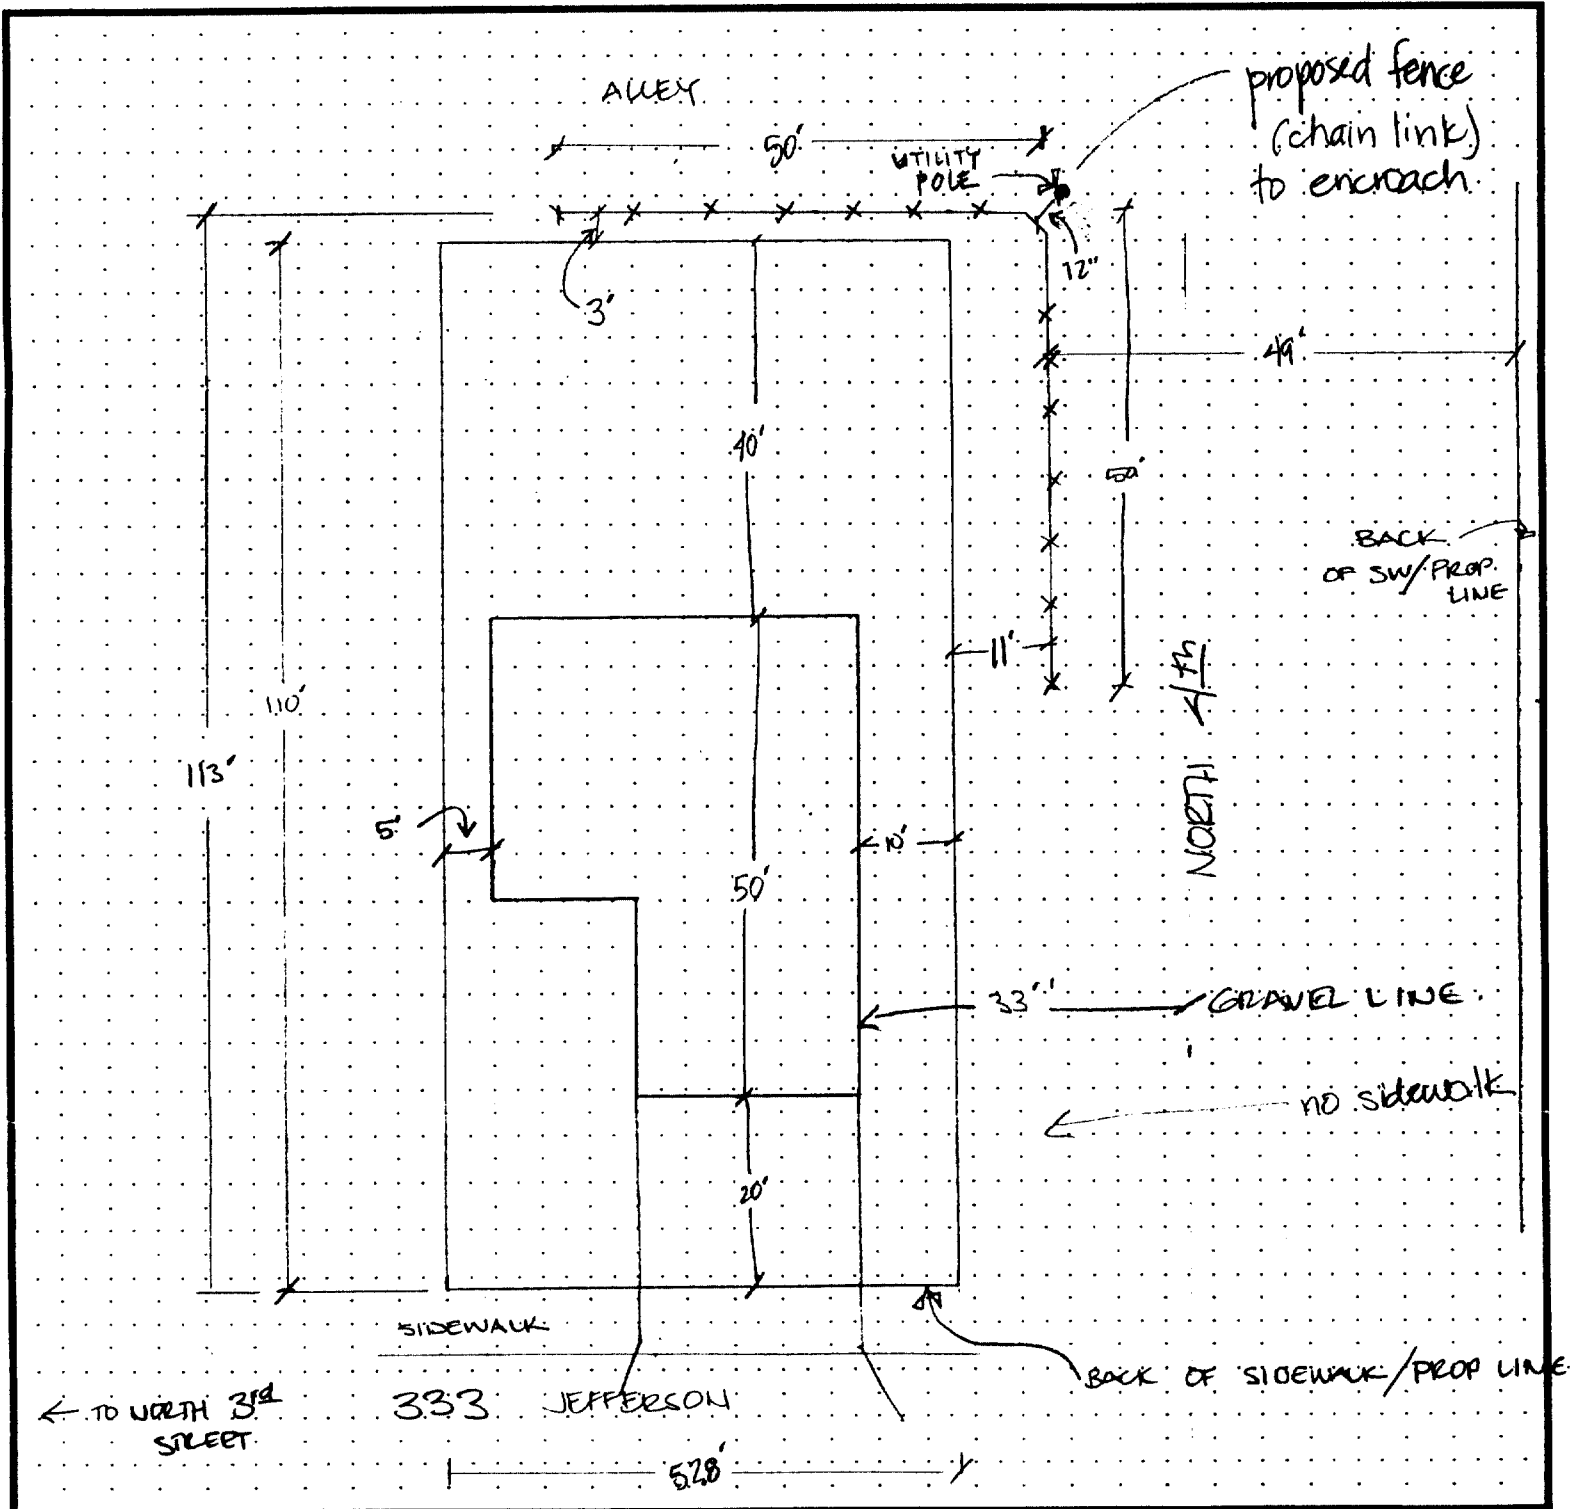 ALLEY
proposed fence
(chain link)
to encroach
50'
UTILITY
POLE
12"
3'
49'
40'
50'
BACK
OF SW/PROP.
LINE
11'
NORTH 4th
110'
113'
5'
10'
50'
33'
GRAVEL LINE
no sidewalk
20'
SIDEWALK
BACK OF SIDEWALK/PROP LINE
← TO NORTH 3rd
STREET
333 JEFFERSON
52.8'